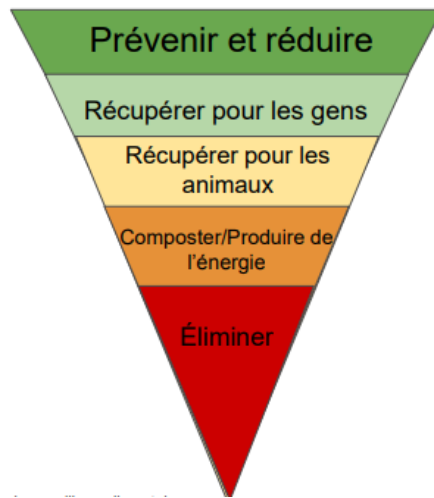 Prévenir et réduire
Récupérer pour les gens
Récupérer pour les
animaux
Composter/Produire de
l'énergie
Éliminer